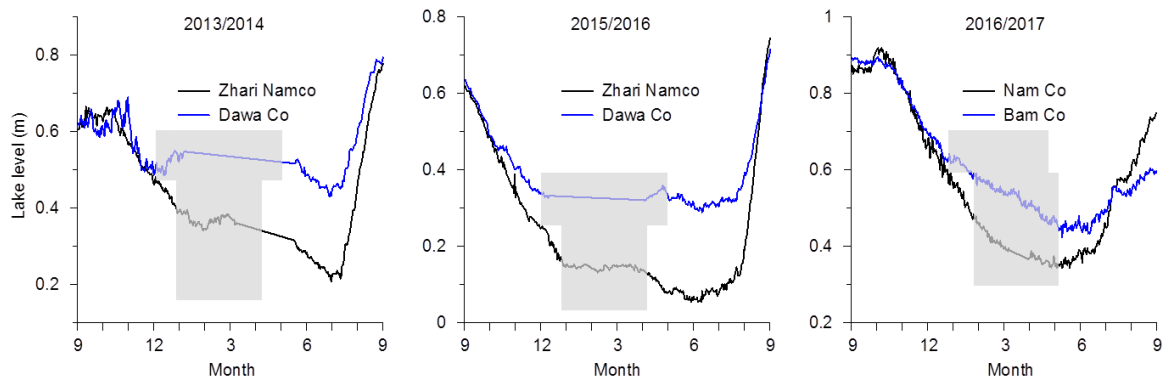 2013/2014
0.8
Zhari Namco
Dawa Co
0.6
Lake level (m)
0.4
0.2
9 12 3 6 9
Month
2015/2016
0.8
Zhari Namco
Dawa Co
0.6
0.4
0.2
0
9 12 3 6 9
Month
2016/2017
1
Nam Co
Bam Co
0.8
0.6
0.4
0.2
9 12 3 6 9
Month